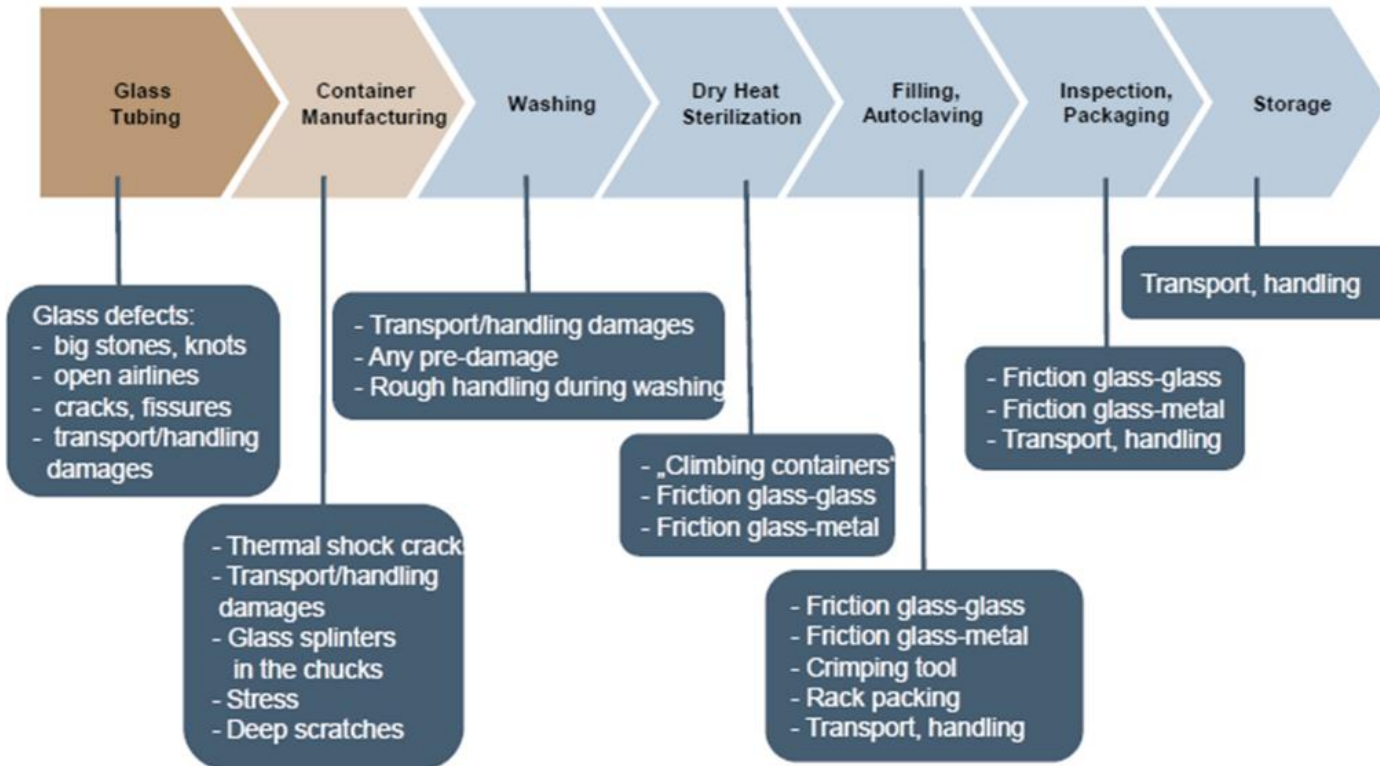 Glass
Tubing
Container
Manufacturing
Washing
Dry Heat
Sterilization
Filling,
Autoclaving
Inspection,
Packaging
Storage
Glass defects:
- big stones, knots
- open airlines
- cracks, fissures
- transport/handling
damages
- Thermal shock cracks
- Transport/handling
damages
- Glass splinters
in the chucks
- Stress
- Deep scratches
- Transport/handling damages
- Any pre-damage
- Rough handling during washing
- „Climbing containers“
- Friction glass-glass
- Friction glass-metal
- Friction glass-glass
- Friction glass-metal
- Crimping tool
- Rack packing
- Transport, handling
- Friction glass-glass
- Friction glass-metal
- Transport, handling
Transport, handling